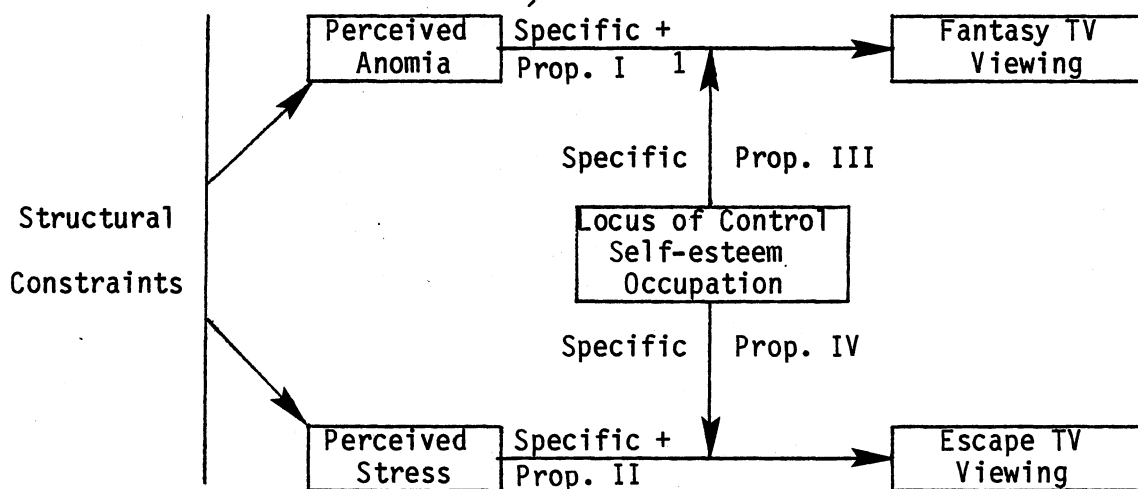 Perceived
Anomia
Specific +
Prop. I 1
Fantasy TV
Viewing
Specific Prop. III
Structural
Constraints
Locus of Control
Self-esteem
Occupation
Specific Prop. IV
Perceived
Stress
Specific +
Prop. II
Escape TV
Viewing